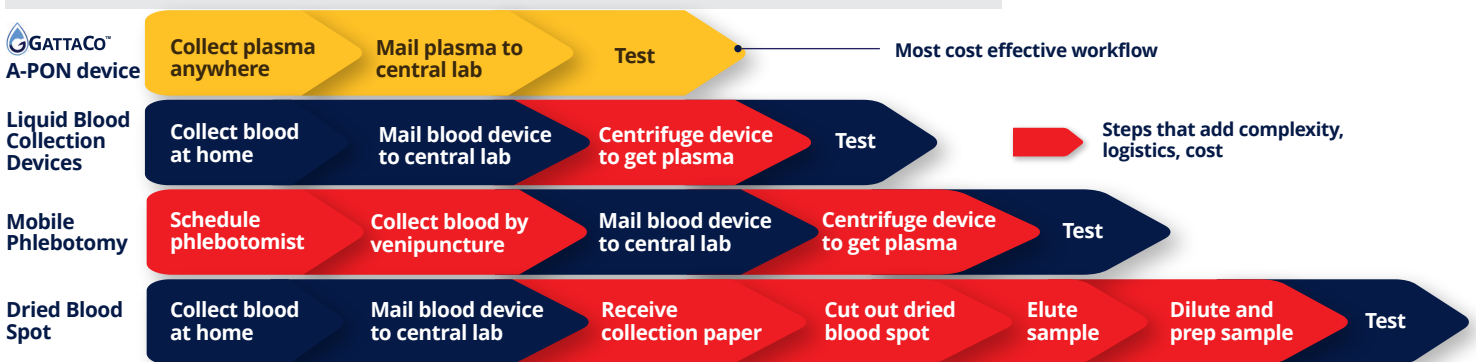 GATTACO™
A-PON device
Collect plasma
anywhere
Mail plasma to
central lab
Test
Most cost effective workflow
Liquid Blood
Collection
Devices
Collect blood
at home
Mail blood device
to central lab
Centrifuge device
to get plasma
Test
Steps that add complexity,
logistics, cost
Mobile
Phlebotomy
Schedule
phlebotomist
Collect blood by
venipuncture
Mail blood device
to central lab
Centrifuge device
to get plasma
Test
Dried Blood
Spot
Collect blood
at home
Mail blood device
to central lab
Receive
collection paper
Cut out dried
blood spot
Elute
sample
Dilute and
prep sample
Test